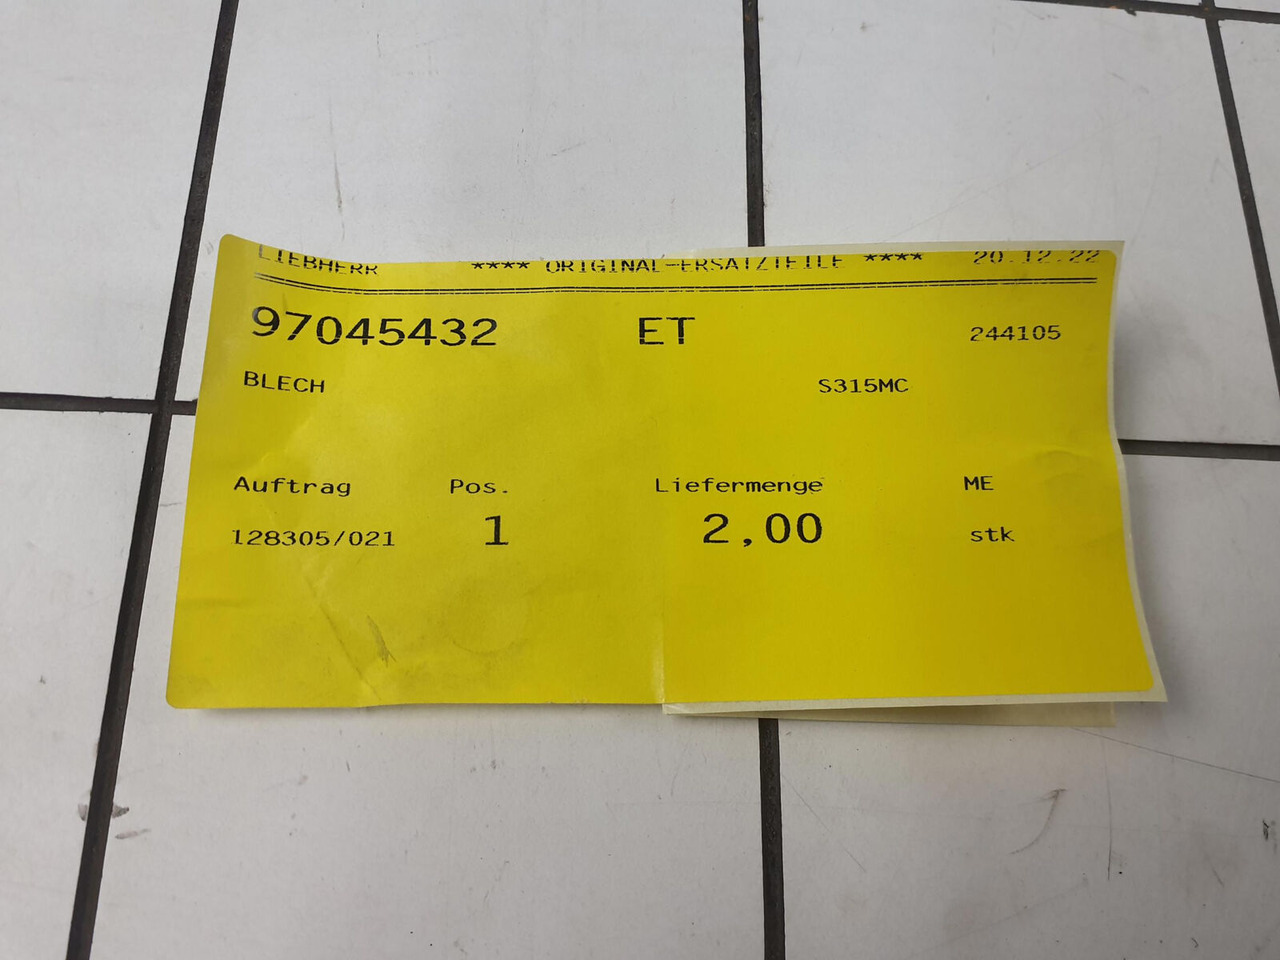 LIEBHERR **** ORIGINAL-ERSATZTEILE **** 20.12.22
97045432 ET 244105
BLECH S315MC
Auftrag Pos. Liefermenge ME
128305/021 1 2,00 stk